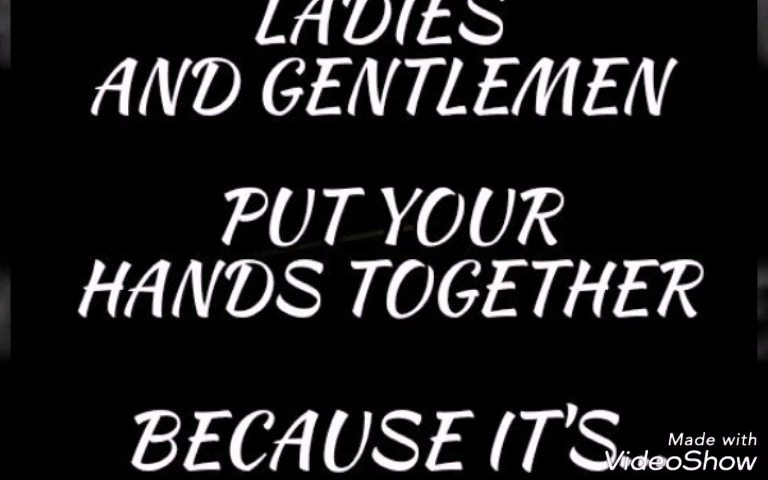 LADIES
AND GENTLEMEN
PUT YOUR
HANDS TOGETHER
BECAUSE IT'S...
Made with
VideoShow